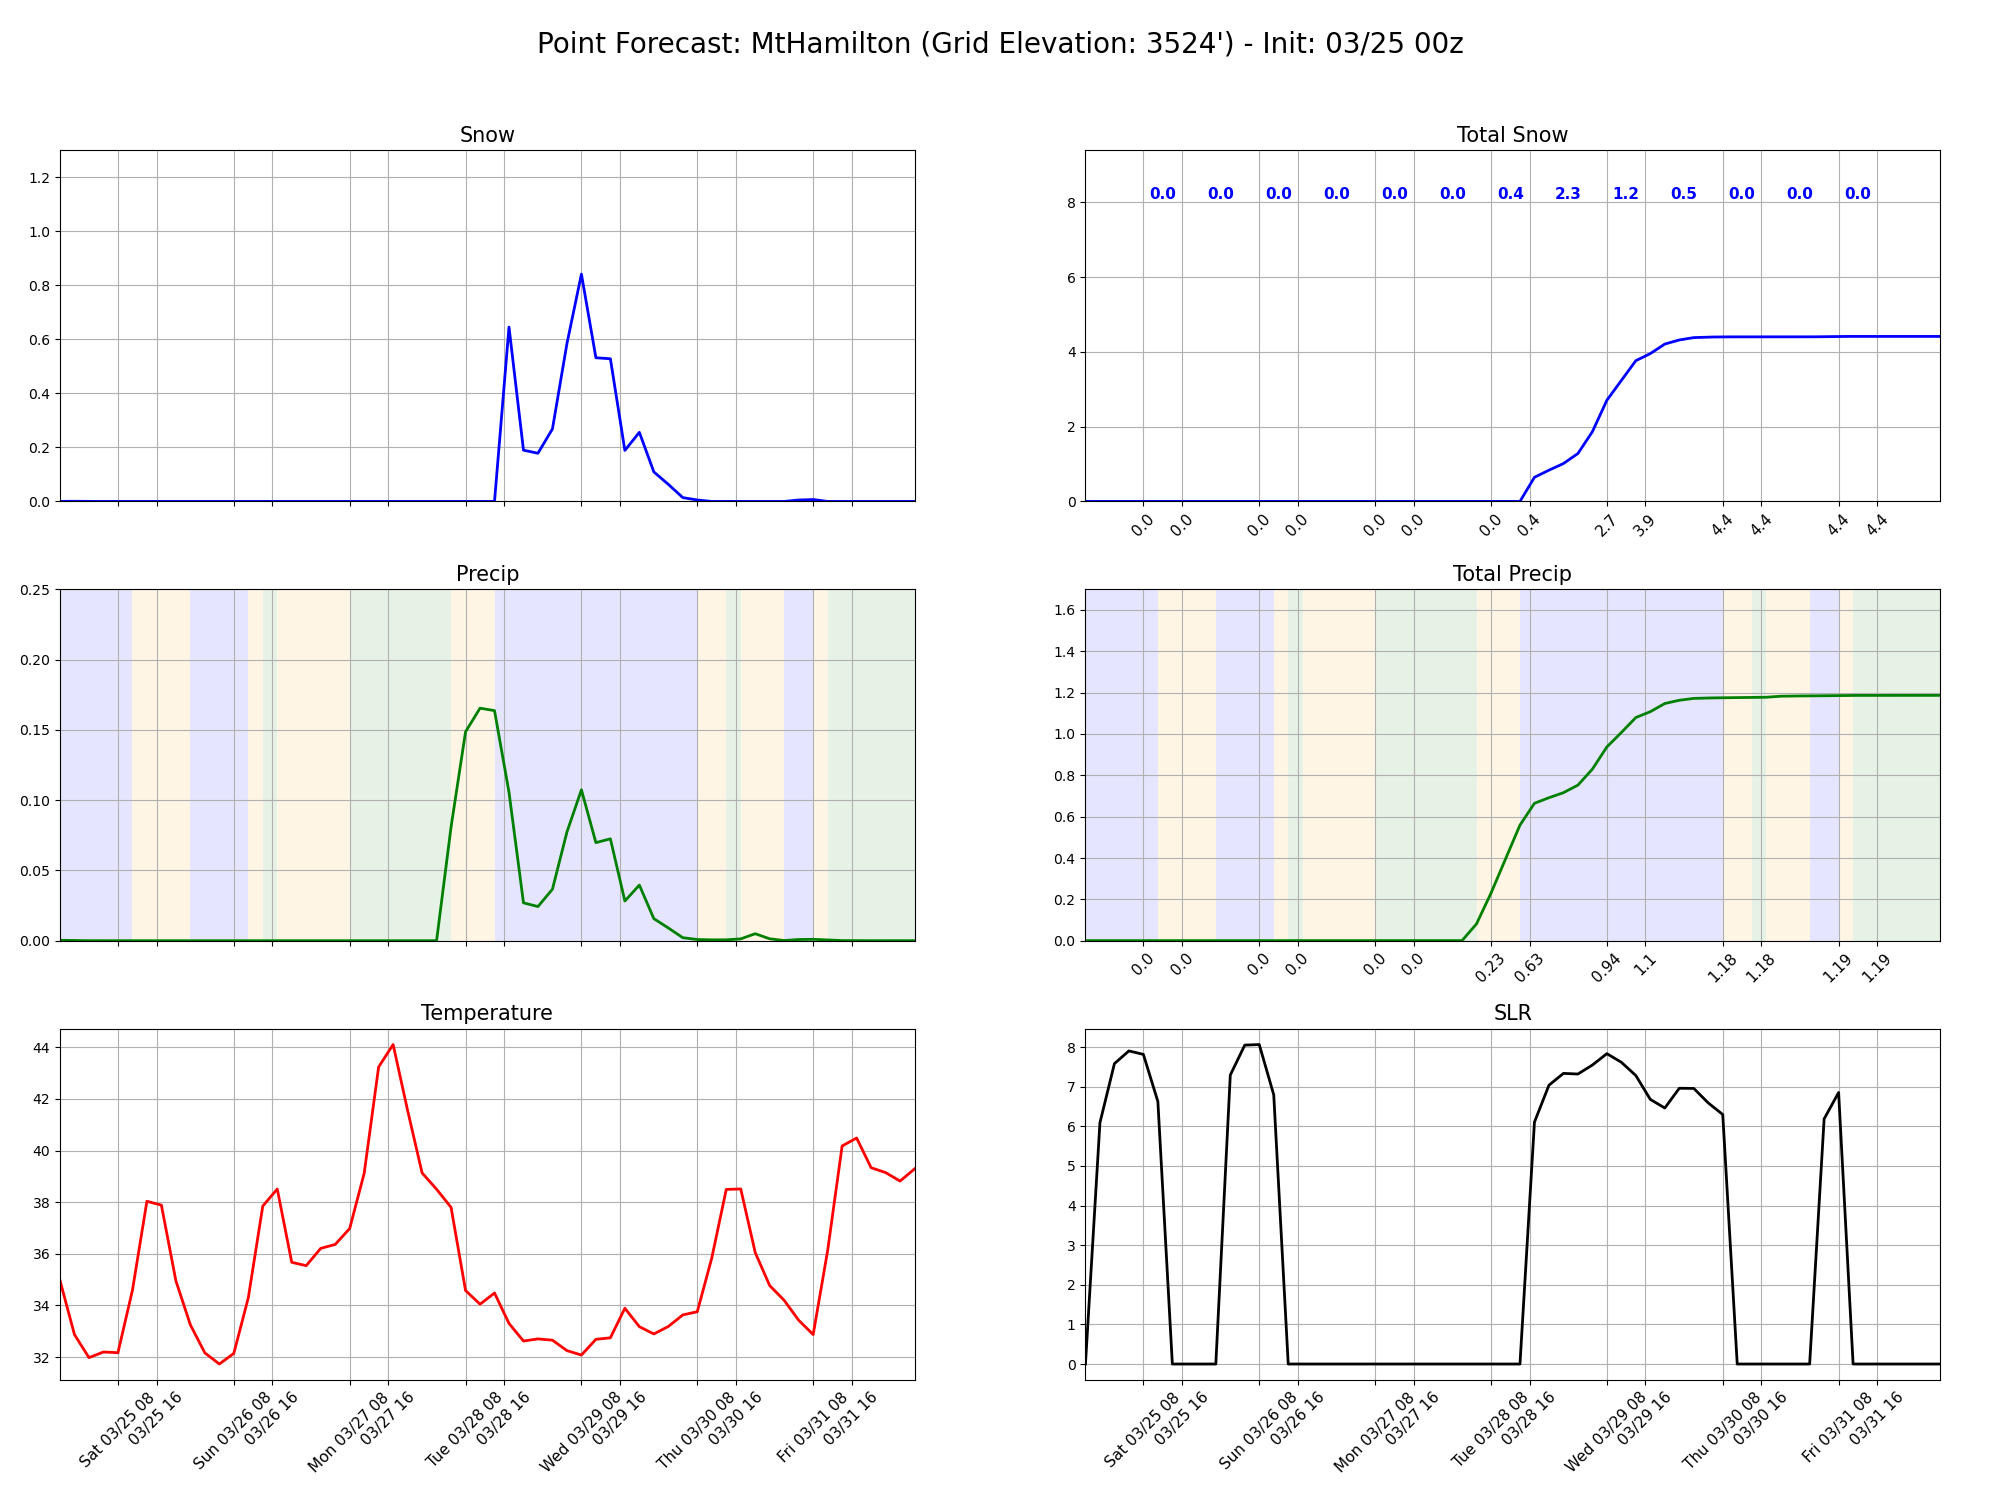 Point Forecast: MtHamilton (Grid Elevation: 3524') - Init: 03/25 00z
Snow
1.2
1.0
0.8
0.6
0.4
0.2
0.0
Total Snow
0.0 0.0 0.0 0.0 0.0 0.0 0.4 2.3 1.2 0.5 0.0 0.0 0.0
8
6
4
2
0
0.0 0.0 0.0 0.0 0.0 0.0 0.0 0.4 2.7 3.9 4.4 4.4 4.4 4.4
Precip
0.25
0.20
0.15
0.10
0.05
0.00
Total Precip
1.6
1.4
1.2
1.0
0.8
0.6
0.4
0.2
0.0
0.0 0.0 0.0 0.0 0.0 0.0 0.23 0.63 0.94 1.1 1.18 1.18 1.19 1.19
Temperature
44
42
40
38
36
34
32
Sat 03/25 08
03/25 16
Sun 03/26 08
03/26 16
Mon 03/27 08
03/27 16
Tue 03/28 08
03/28 16
Wed 03/29 08
03/29 16
Thu 03/30 08
03/30 16
Fri 03/31 08
03/31 16
SLR
8
7
6
5
4
3
2
1
0
Sat 03/25 08
03/25 16
Sun 03/26 08
03/26 16
Mon 03/27 08
03/27 16
Tue 03/28 08
03/28 16
Wed 03/29 08
03/29 16
Thu 03/30 08
03/30 16
Fri 03/31 08
03/31 16